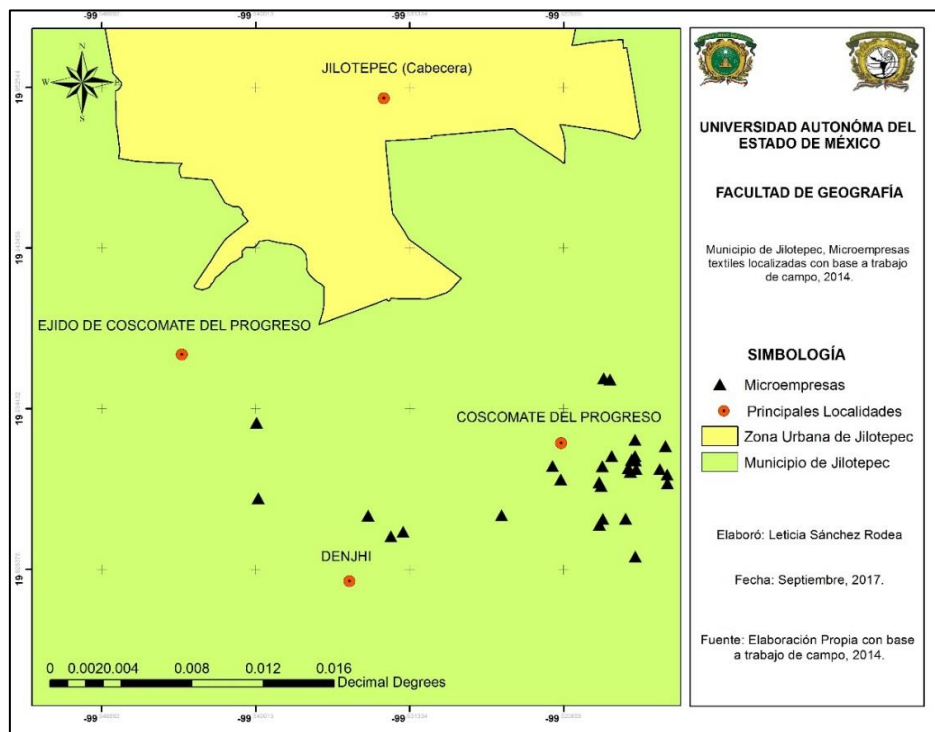 N
W
E
S
JILOTEPEC (Cabecera)
EJIDO DE COSCOMATE DEL PROGRESO
COSCOMATE DEL PROGRESO
DENJHI
0 0.002 0.004 0.008 0.012 0.016
Decimal Degrees
UNIVERSIDAD AUTONÓMA DEL
ESTADO DE MÉXICO
FACULTAD DE GEOGRAFÍA
Municipio de Jilotepec, Microempresas
textiles localizadas con base a trabajo
de campo, 2014.
SIMBOLOGÍA
Microempresas
Principales Localidades
Zona Urbana de Jilotepec
Municipio de Jilotepec
Elaboró: Leticia Sánchez Rodea
Fecha: Septiembre, 2017.
Fuente: Elaboración Propia con base
a trabajo de campo, 2014.